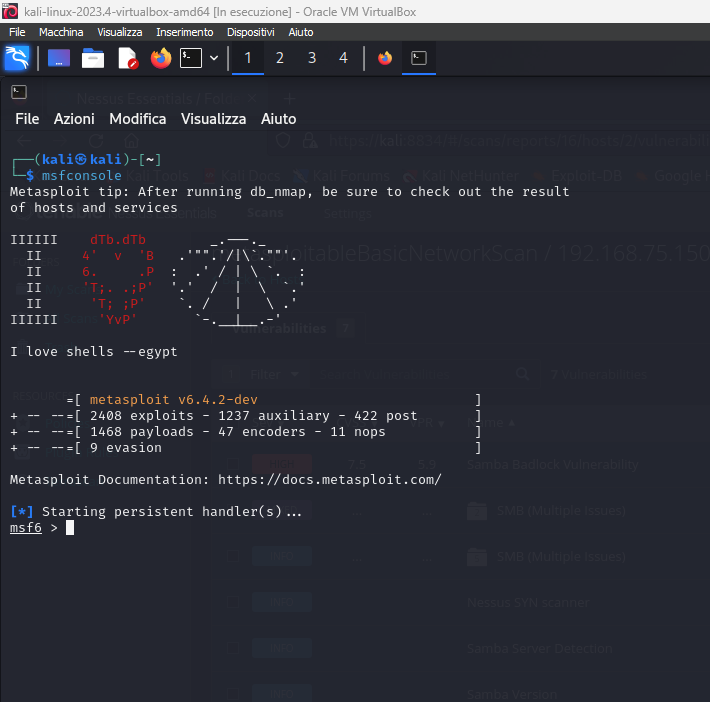 kali-linux-2023.4-virtualbox-amd64 [In esecuzione] - Oracle VM VirtualBox
File Macchina Visualizza Inserimento Dispositivi Aiuto
1 2 3 4
Nessus Essentials / Folde
File Azioni Modifica Visualizza Aiuto
┌──(kali㉿kali)-[~]
└─$ msfconsole
Kali Tools Kali Docs Kali Forums Kali NetHunter Exploit-DB Google
Metasploit tip: After running db_nmap, be sure to check out the result
of hosts and services
Essentials Scans Settings
IIIIII    dTb.dTb        _.---._
  II     4'  v  'B   .'"".'/|\`.""'.
  II     6.     .P  :  .' / | \ `.  :
  II     'T;. .;P'  '.'  /  |  \  `.'
  II      'T; ;P'    `. /   |   \ .'
IIIIII     'YvP'       `-.__|__.-'
ploitableBasicNetworkScan / 192.168.75.150
Vulnerabilities 7
I love shells --egypt
Filter
=[ metasploit v6.4.2-dev ]
+ -- --=[ 2408 exploits - 1237 auxiliary - 422 post ]
+ -- --=[ 1468 payloads - 47 encoders - 11 nops ]
+ -- --=[ 9 evasion ]
7.5 5.9 Samba Badlock Vulnerability
Metasploit Documentation: https://docs.metasploit.com/
[*] Starting persistent handler(s)...
SMB (Multiple Issues)
msf6 >
INFO SMB (Multiple Issues)
INFO Nessus SYN scanner
INFO Samba Server Detection
INFO Samba Version